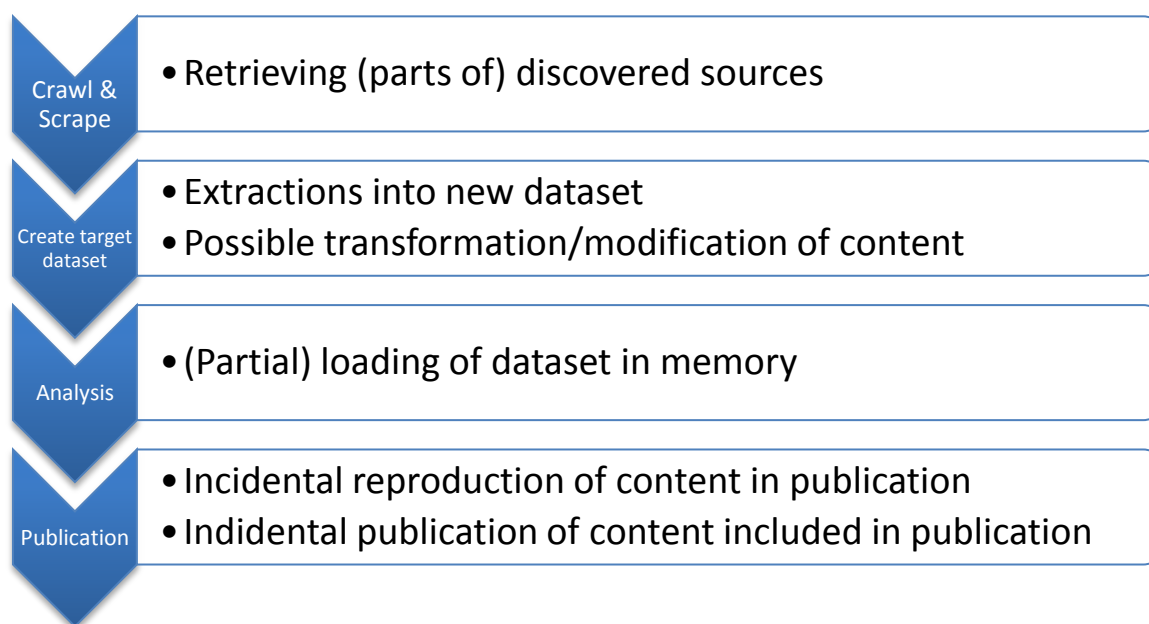 Crawl &
Scrape
• Retrieving (parts of) discovered sources
Create target
dataset
• Extractions into new dataset
• Possible transformation/modification of content
Analysis
• (Partial) loading of dataset in memory
Publication
• Incidental reproduction of content in publication
• Indidental publication of content included in publication